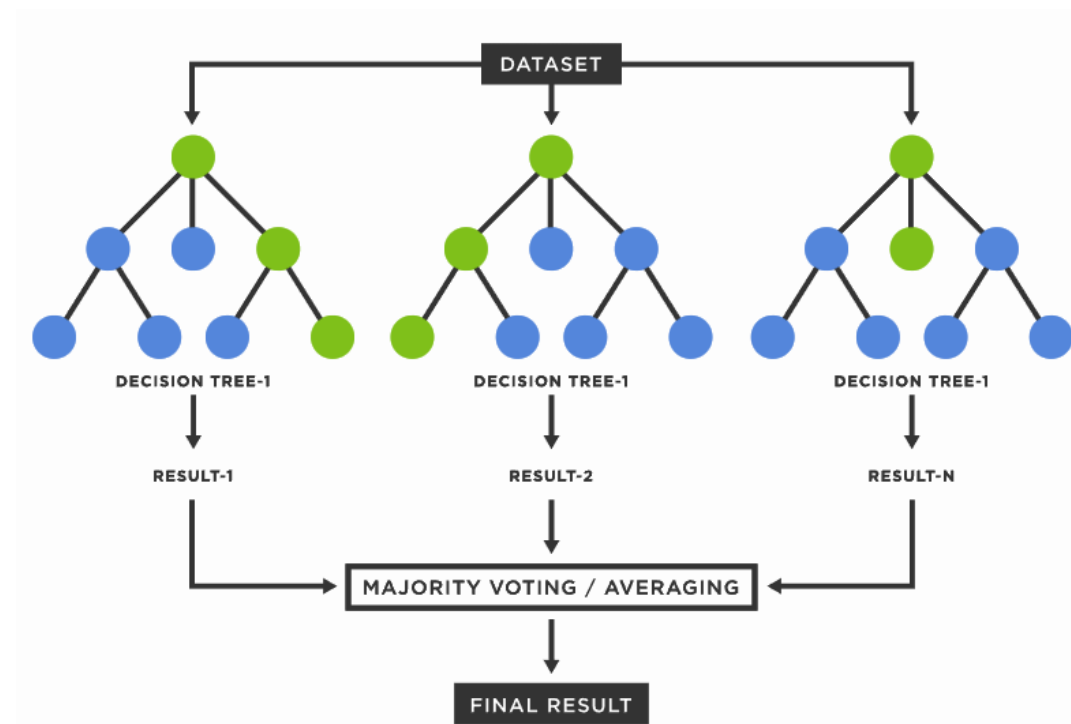 DATASET
DECISION TREE-1
DECISION TREE-1
DECISION TREE-1
RESULT-1
RESULT-2
RESULT-N
MAJORITY VOTING / AVERAGING
FINAL RESULT